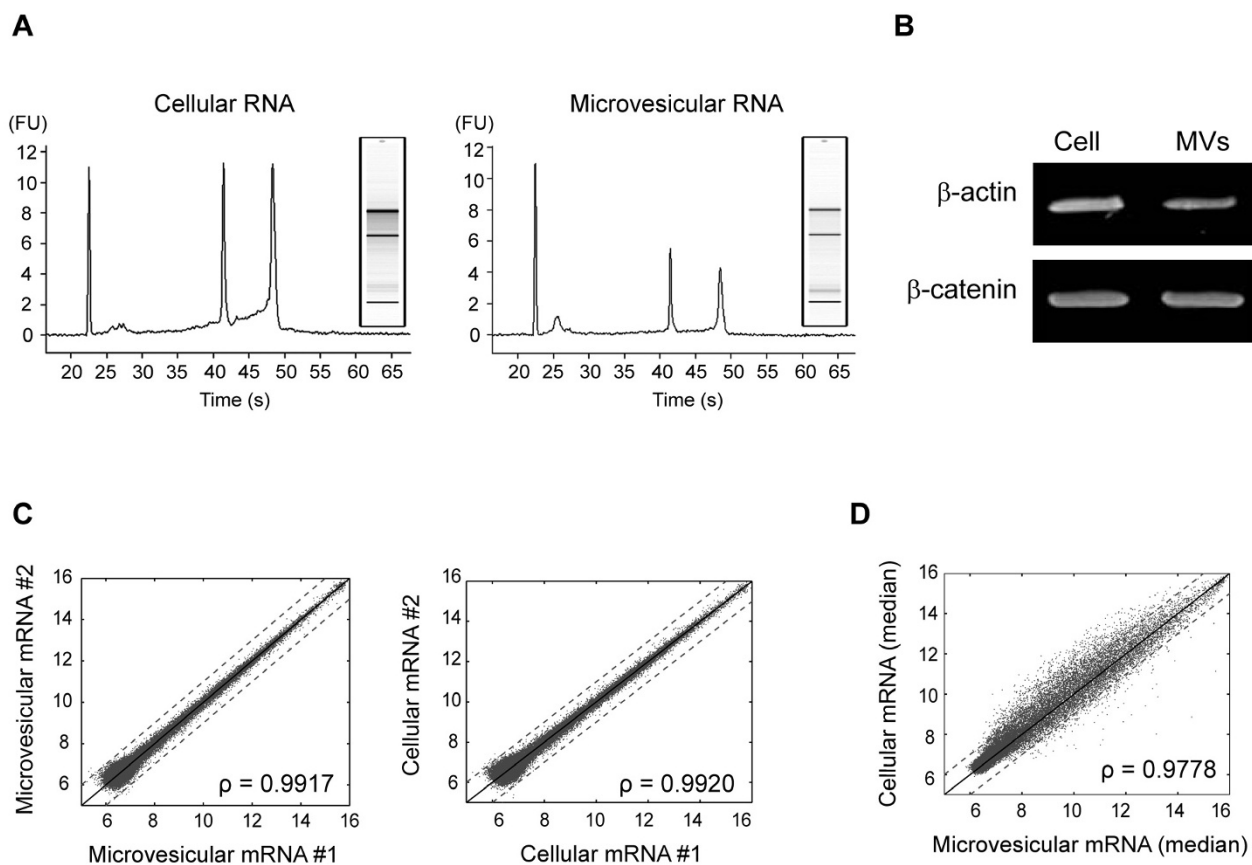 A
Cellular RNA
(FU)
12
10
8
6
4
2
0
20 25 30 35 40 45 50 55 60 65
Time (s)
Microvesicular RNA
(FU)
12
10
8
6
4
2
0
20 25 30 35 40 45 50 55 60 65
Time (s)
B
Cell MVs
β-actin
β-catenin
C
Microvesicular mRNA #2
16
14
12
10
8
6
ρ = 0.9917
6 8 10 12 14 16
Microvesicular mRNA #1
Cellular mRNA #2
16
14
12
10
8
6
ρ = 0.9920
6 8 10 12 14 16
Cellular mRNA #1
D
Cellular mRNA (median)
16
14
12
10
8
6
ρ = 0.9778
6 8 10 12 14 16
Microvesicular mRNA (median)